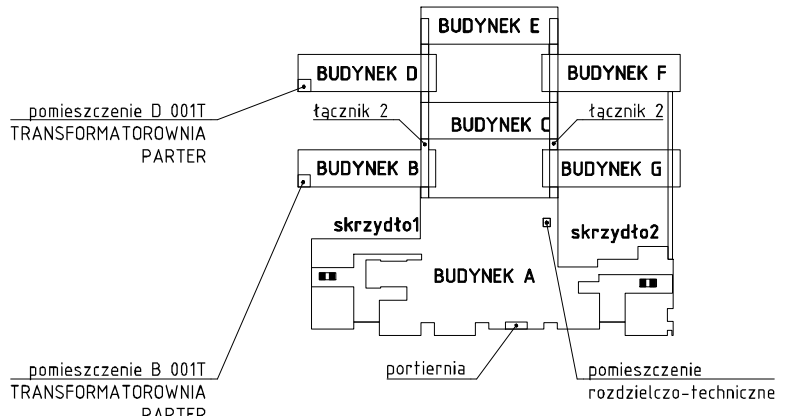 BUDYNEK E
BUDYNEK D
BUDYNEK F
pomieszczenie D 001T
TRANSFORMATOROWNIA
PARTER
łącznik 2
łącznik 2
BUDYNEK C
BUDYNEK B
BUDYNEK G
skrzydło1
skrzydło2
BUDYNEK A
pomieszczenie B 001T
TRANSFORMATOROWNIA
PARTER
portiernia
pomieszczenie
rozdzielczo-techniczne